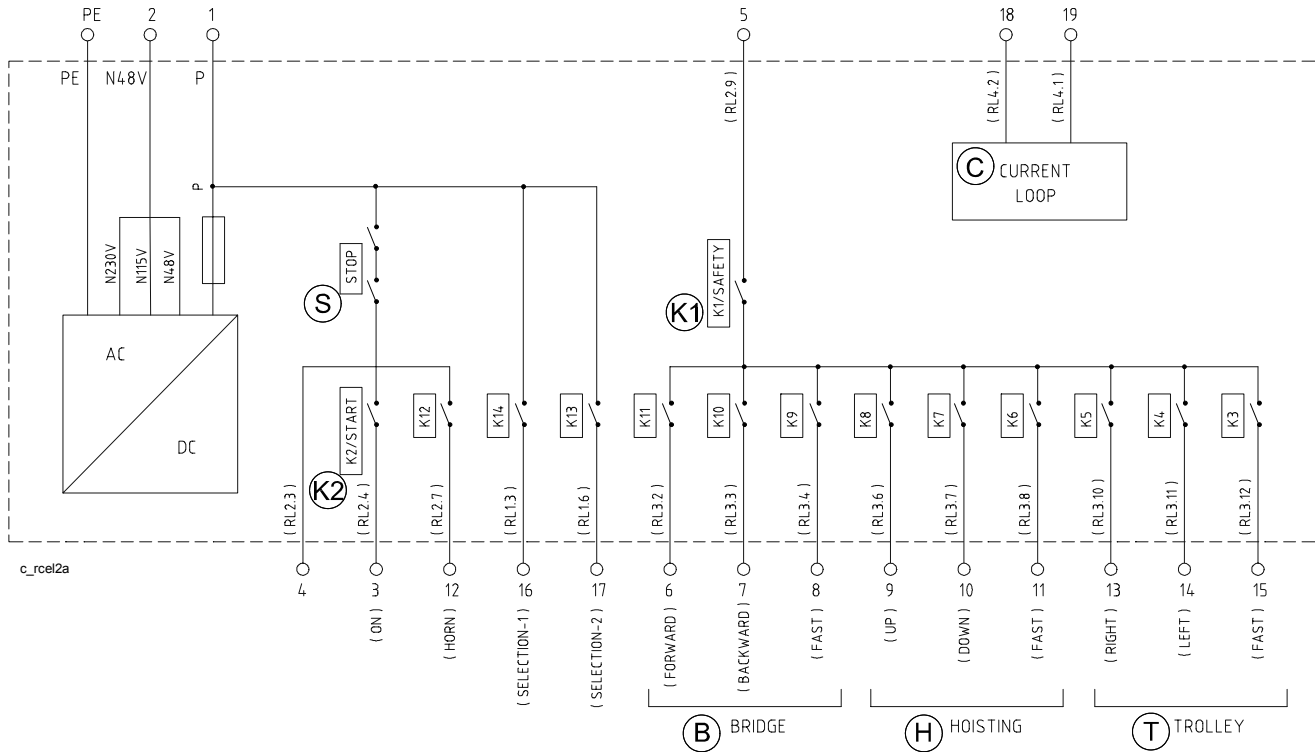 PE
2
1
5
18
19
PE
N48V
P
( RL2.9 )
( RL4.2 )
( RL4.1 )
C
CURRENT
LOOP
P
N230V
N115V
N48V
STOP
S
K1/SAFETY
K1
AC
DC
K2/START
K2
K12
K14
K13
K11
K10
K9
K8
K7
K6
K5
K4
K3
( RL2.3 )
( RL2.4 )
( RL2.7 )
( RL1.3 )
( RL1.6 )
( RL3.2 )
( RL3.3 )
( RL3.4 )
( RL3.6 )
( RL3.7 )
( RL3.8 )
( RL3.10 )
( RL3.11 )
( RL3.12 )
c_rcel2a
4
3
12
16
17
6
7
8
9
10
11
13
14
15
( ON )
( HORN )
( SELECTION-1 )
( SELECTION-2 )
( FORWARD )
( BACKWARD )
( FAST )
( UP )
( DOWN )
( FAST )
( RIGHT )
( LEFT )
( FAST )
B BRIDGE
H HOISTING
T TROLLEY